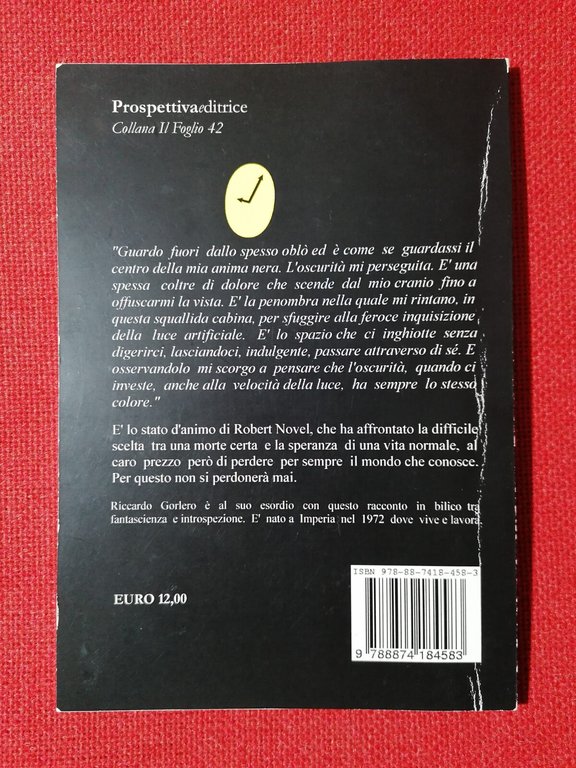 Prospettivaeditrice
Collana Il Foglio 42
"Guardo fuori dallo spesso oblò ed è come se guardassi il
centro della mia anima nera. L'oscurità mi perseguita. E' una
spessa coltre di dolore che scende dal mio cranio fino a
offuscarmi la vista. E' la penombra nella quale mi rintano, in
questa squallida cabina, per sfuggire alla feroce inquisizione
della luce artificiale. E' lo spazio che ci inghiotte senza
digerirci, lasciandoci, indulgente, passare attraverso di sé. E
osservandolo mi scorgo a pensare che l'oscurità, quando ci
investe, anche alla velocità della luce, ha sempre lo stesso
colore."
E' lo stato d'animo di Robert Novel, che ha affrontato la difficile
scelta tra una morte certa e la speranza di una vita normale, al
caro prezzo però di perdere per sempre il mondo che conosce.
Per questo non si perdonerà mai.
Riccardo Gorlero è al suo esordio con questo racconto in bilico tra
fantascienza e introspezione. E' nato a Imperia nel 1972 dove vive e lavora.
ISBN 978-88-7418-458-3
EURO 12,00
9 788874 184583